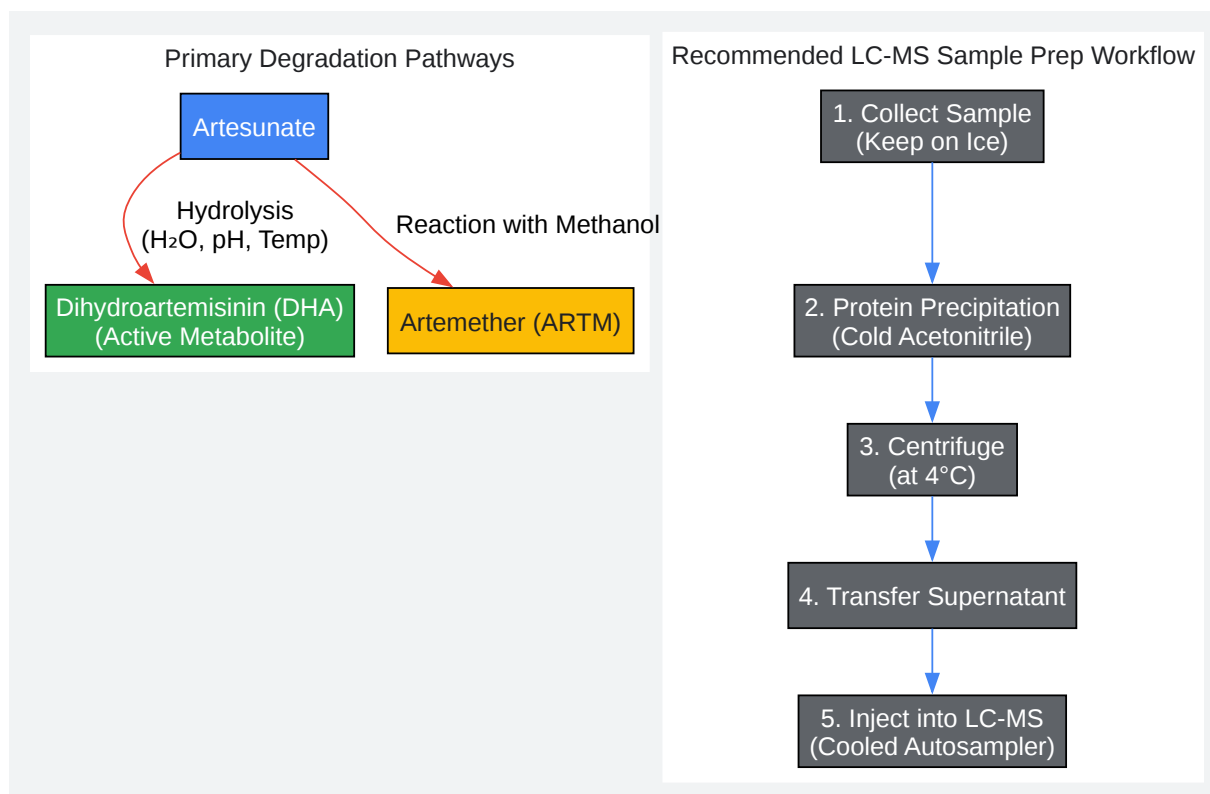 Primary Degradation Pathways
Artesunate
Hydrolysis
(H₂O, pH, Temp)
Reaction with Methanol
Dihydroartemisinin (DHA)
(Active Metabolite)
Artemether (ARTM)
Recommended LC-MS Sample Prep Workflow
1. Collect Sample
(Keep on Ice)
2. Protein Precipitation
(Cold Acetonitrile)
3. Centrifuge
(at 4°C)
4. Transfer Supernatant
5. Inject into LC-MS
(Cooled Autosampler)